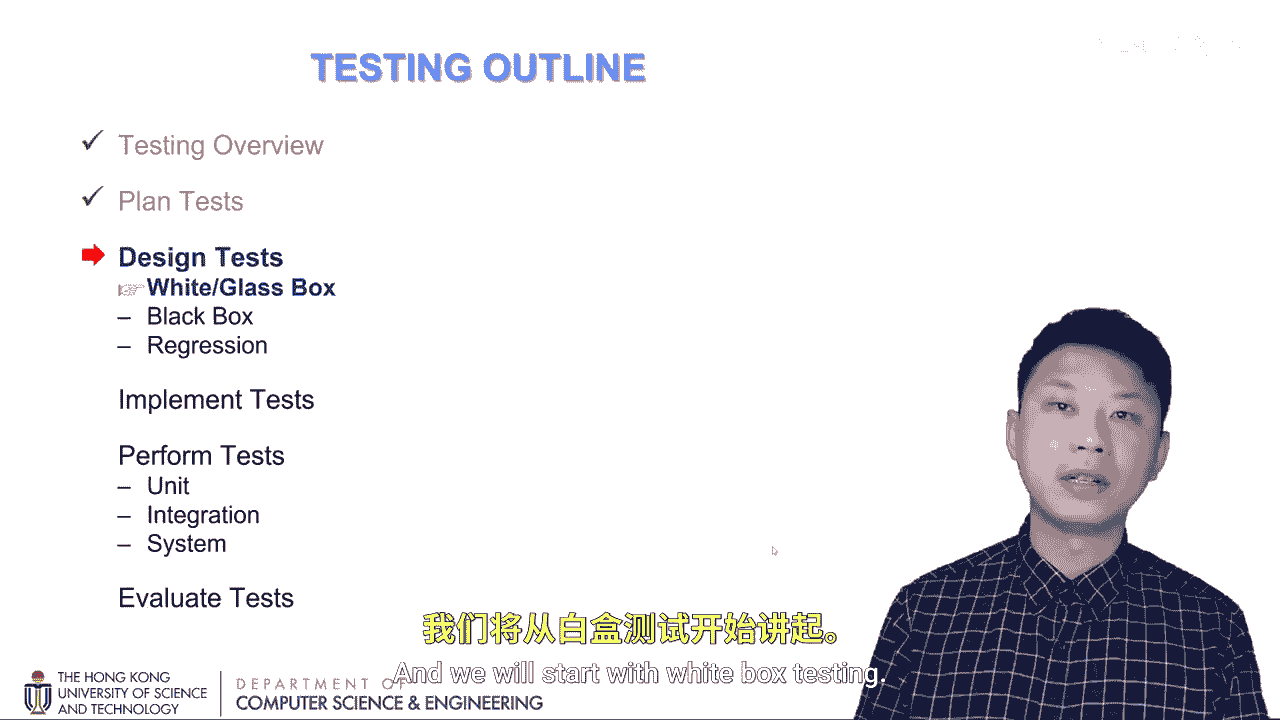 TESTING OUTLINE
✓ Testing Overview
✓ Plan Tests
Design Tests
White/Glass Box
– Black Box
– Regression
Implement Tests
Perform Tests
– Unit
– Integration
– System
Evaluate Tests
我们将从白盒测试开始讲起。
And we will start with white box testing.
THE HONG KONG
UNIVERSITY OF SCIENCE
AND TECHNOLOGY
DEPARTMENT OF
COMPUTER SCIENCE & ENGINEERING